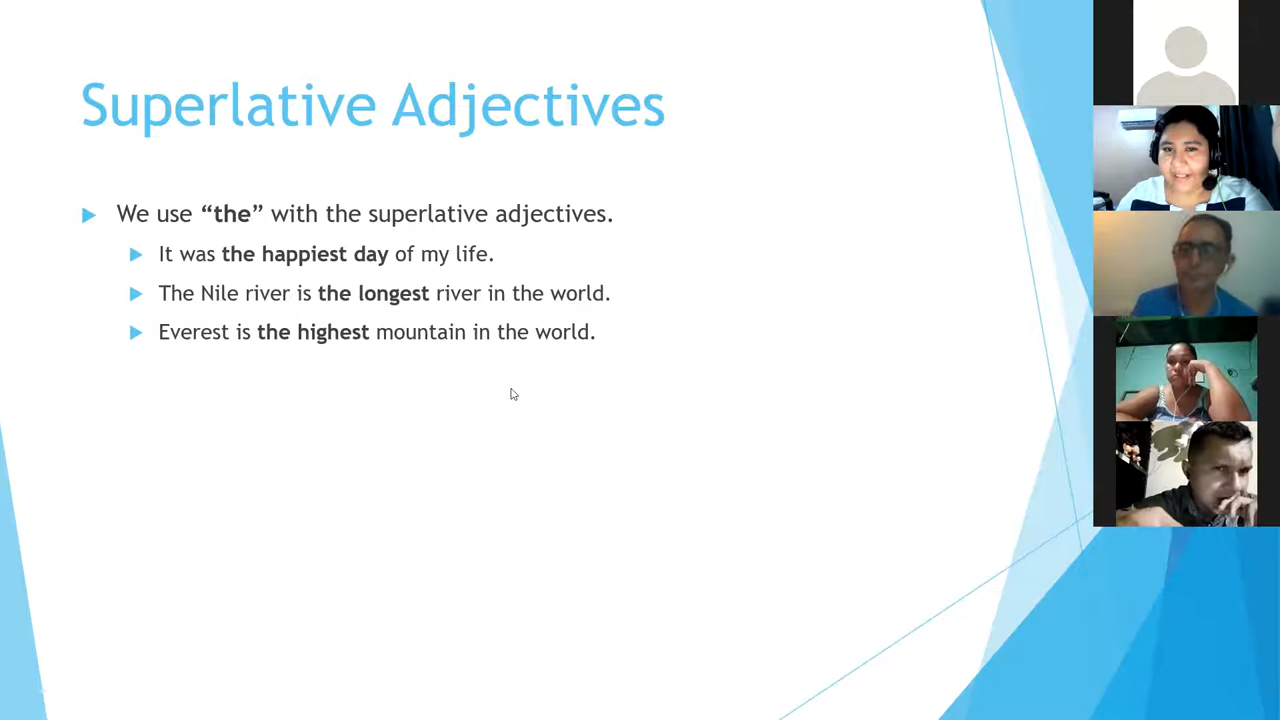 Superlative Adjectives
We use “the” with the superlative adjectives.
It was the happiest day of my life.
The Nile river is the longest river in the world.
Everest is the highest mountain in the world.